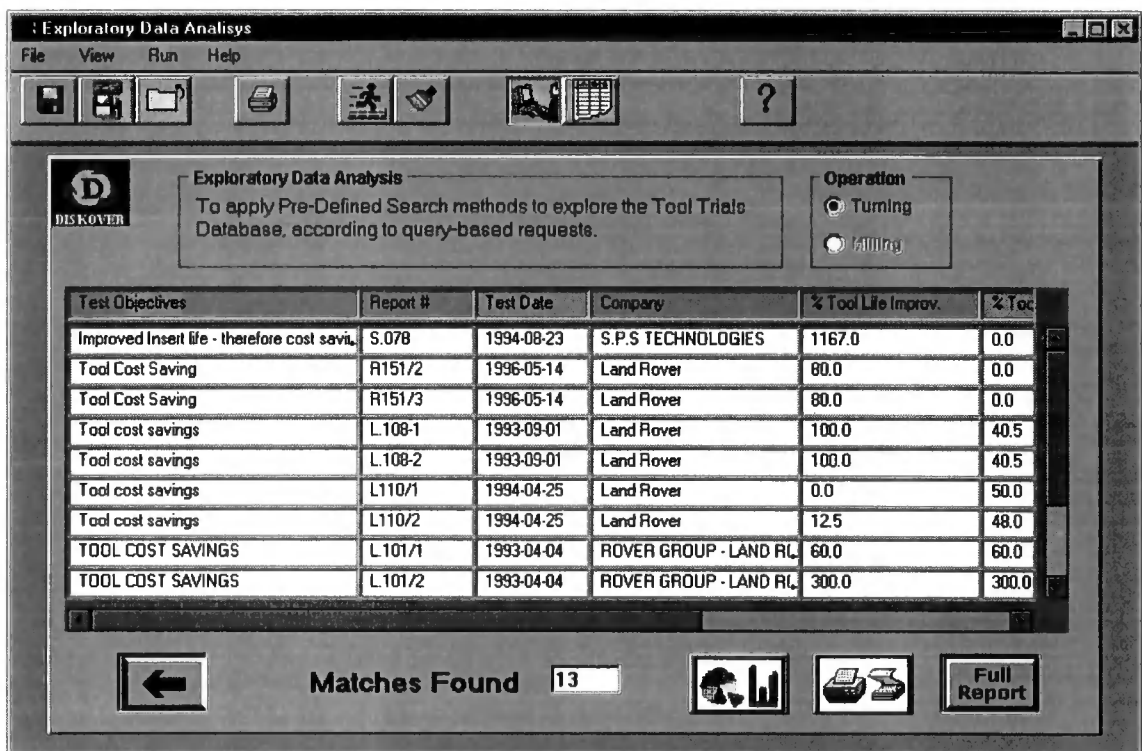 : Exploratory Data Analisys
File View Run Help
?
D
DISKOVER
Exploratory Data Analysis
To apply Pre-Defined Search methods to explore the Tool Trials
Database, according to query-based requests.
Operation
Turning
Milling
Test Objectives Report # Test Date Company % Tool Life Improv. % Too
Improved Insert life - therefore cost savin S.078 1994-08-23 S.P.S TECHNOLOGIES 1167.0 0.0
Tool Cost Saving R151/2 1996-05-14 Land Rover 80.0 0.0
Tool Cost Saving R151/3 1996-05-14 Land Rover 80.0 0.0
Tool cost savings L.108-1 1993-09-01 Land Rover 100.0 40.5
Tool cost savings L.108-2 1993-09-01 Land Rover 100.0 40.5
Tool cost savings L110/1 1994-04-25 Land Rover 0.0 50.0
Tool cost savings L110/2 1994-04-25 Land Rover 12.5 48.0
TOOL COST SAVINGS L.101/1 1993-04-04 ROVER GROUP - LAND R 60.0 60.0
TOOL COST SAVINGS L.101/2 1993-04-04 ROVER GROUP - LAND R 300.0 300.0
Matches Found 13
Full
Report